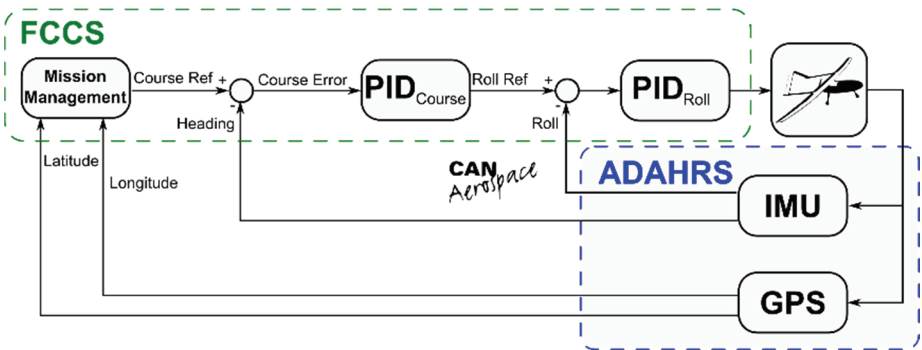 FCCS
Mission
Management
Course Ref
+
-
Course Error
PID Course
Roll Ref
+
-
PID Roll
Heading
Roll
Latitude
Longitude
CAN
Aerospace
ADAHRS
IMU
GPS